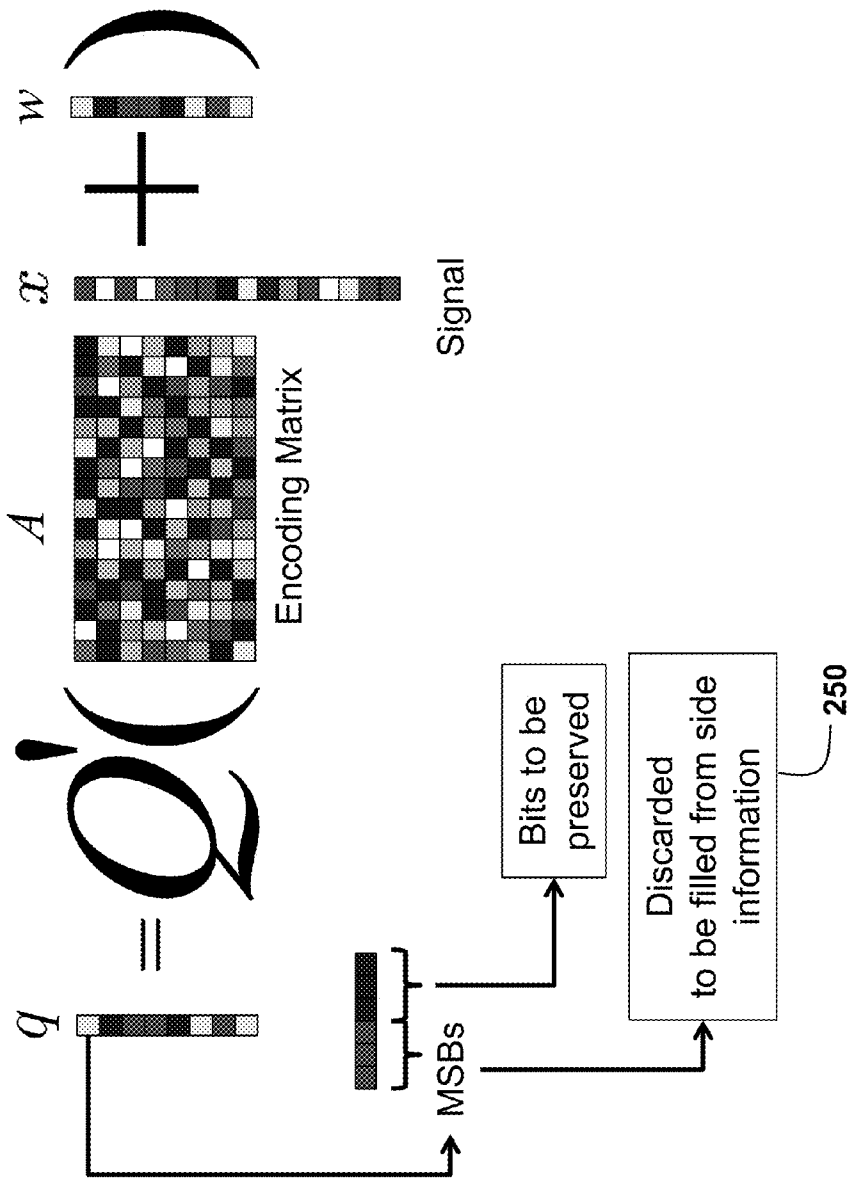 q = Q' ( A x + w )
Encoding Matrix
Signal
MSBs
Bits to be
preserved
Discarded
to be filled from side
information
250